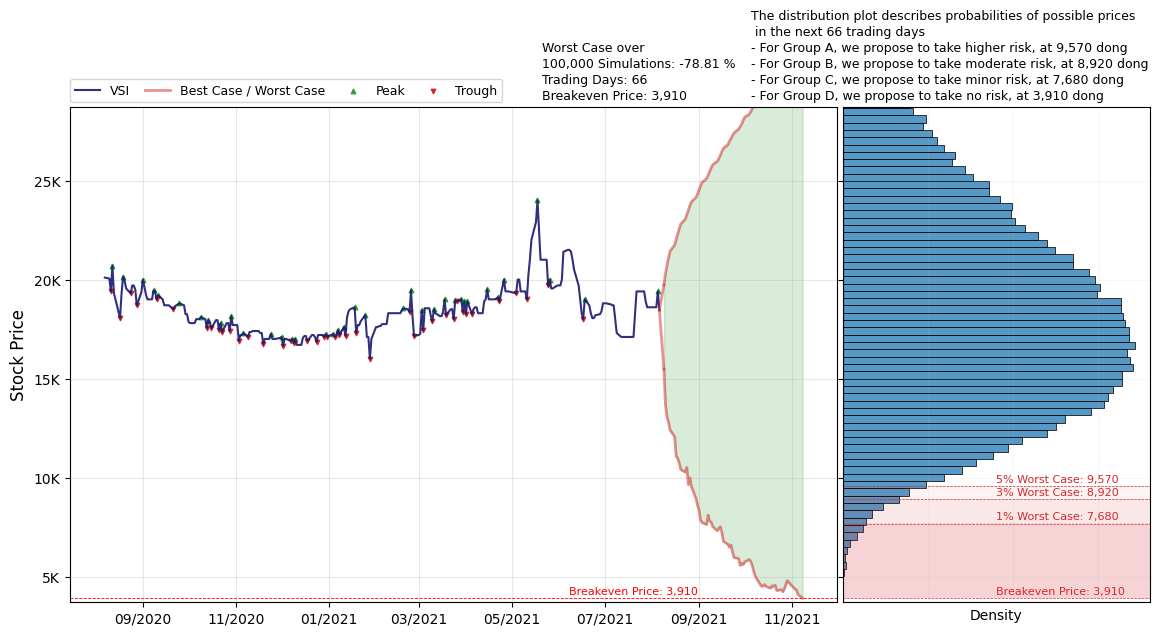 The distribution plot describes probabilities of possible prices
in the next 66 trading days
- For Group A, we propose to take higher risk, at 9,570 dong
- For Group B, we propose to take moderate risk, at 8,920 dong
- For Group C, we propose to take minor risk, at 7,680 dong
- For Group D, we propose to take no risk, at 3,910 dong
Worst Case over
100,000 Simulations: -78.81 %
Trading Days: 66
Breakeven Price: 3,910
VSI
Best Case / Worst Case
Peak
Trough
Stock Price
25K
20K
15K
10K
5K
Breakeven Price: 3,910
09/2020
11/2020
01/2021
03/2021
05/2021
07/2021
09/2021
11/2021
5% Worst Case: 9,570
3% Worst Case: 8,920
1% Worst Case: 7,680
Breakeven Price: 3,910
Density